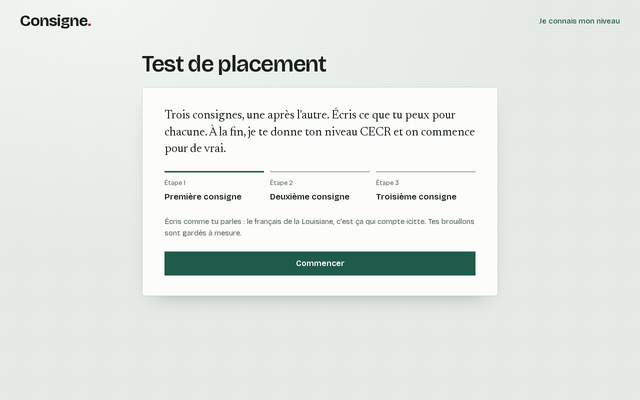 Consigne.
Je connais mon niveau
Test de placement
Trois consignes, une après l'autre. Écris ce que tu peux pour
chacune. À la fin, je te donne ton niveau CECR et on commence
pour de vrai.
Étape 1
Première consigne
Étape 2
Deuxième consigne
Étape 3
Troisième consigne
Écris comme tu parles : le français de la Louisiane, c'est ça qui compte icitte. Tes brouillons
sont gardés à mesure.
Commencer